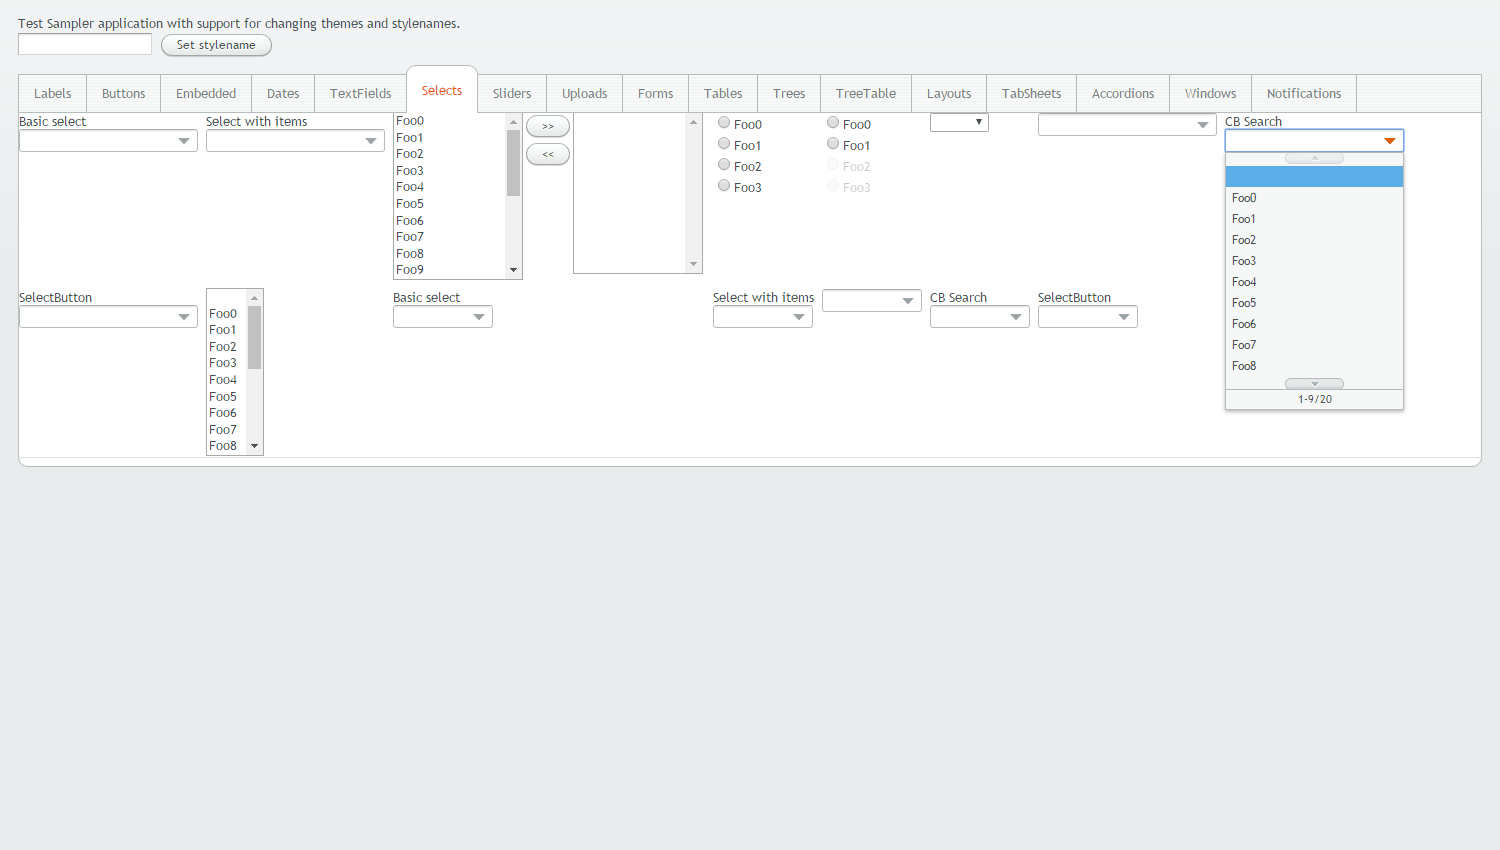 Test Sampler application with support for changing themes and stylenames.
Set stylename
Labels Buttons Embedded Dates TextFields Selects Sliders Uploads Forms Tables Trees TreeTable Layouts TabSheets Accordions Windows Notifications
Basic select
Select with items
Foo0
Foo1
Foo2
Foo3
Foo4
Foo5
Foo6
Foo7
Foo8
Foo9
>>
<<
Foo0
Foo1
Foo2
Foo3
Foo0
Foo1
Foo2
Foo3
CB Search
Foo0
Foo1
Foo2
Foo3
Foo4
Foo5
Foo6
Foo7
Foo8
1-9/20
SelectButton
Foo0
Foo1
Foo2
Foo3
Foo4
Foo5
Foo6
Foo7
Foo8
Basic select
Select with items
CB Search
SelectButton